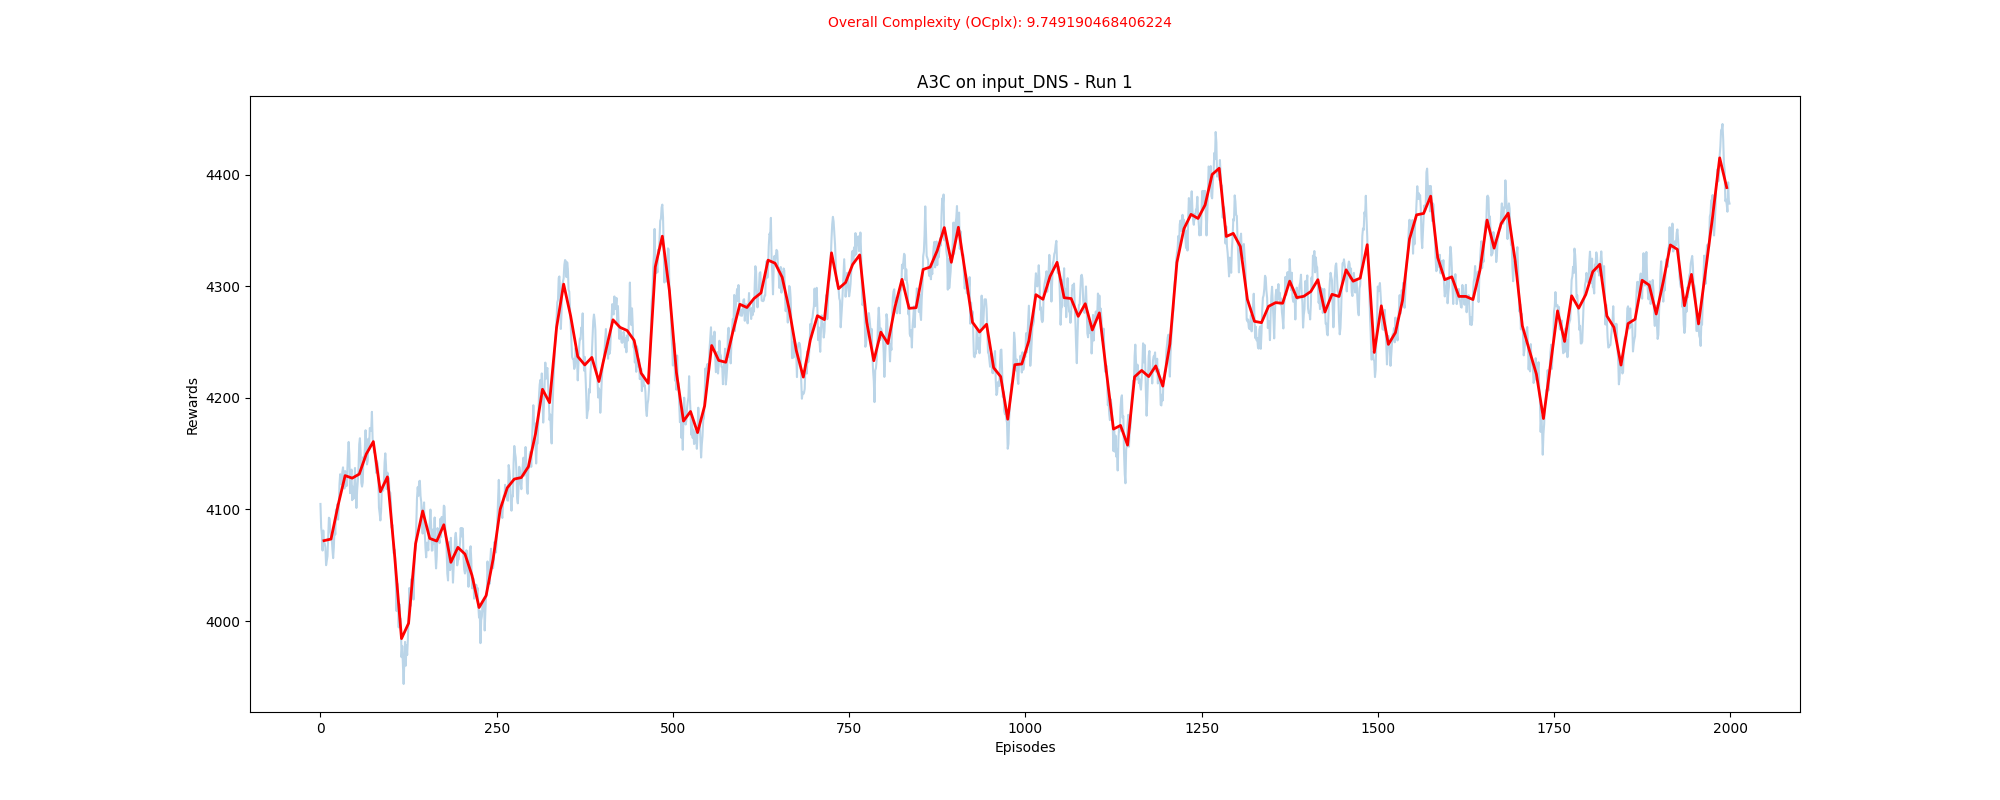 Overall Complexity (OCplx): 9.749190468406224
A3C on input_DNS - Run 1
Rewards
4400
4300
4200
4100
4000
0 250 500 750 1000 1250 1500 1750 2000
Episodes